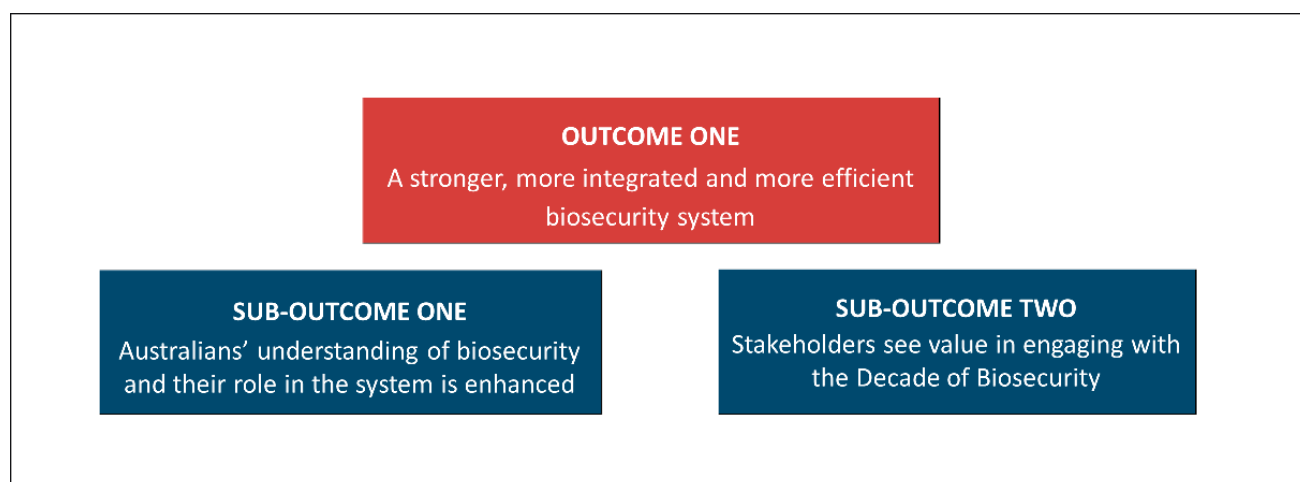 OUTCOME ONE
A stronger, more integrated and more efficient
biosecurity system
SUB-OUTCOME ONE
Australians’ understanding of biosecurity
and their role in the system is enhanced
SUB-OUTCOME TWO
Stakeholders see value in engaging with
the Decade of Biosecurity